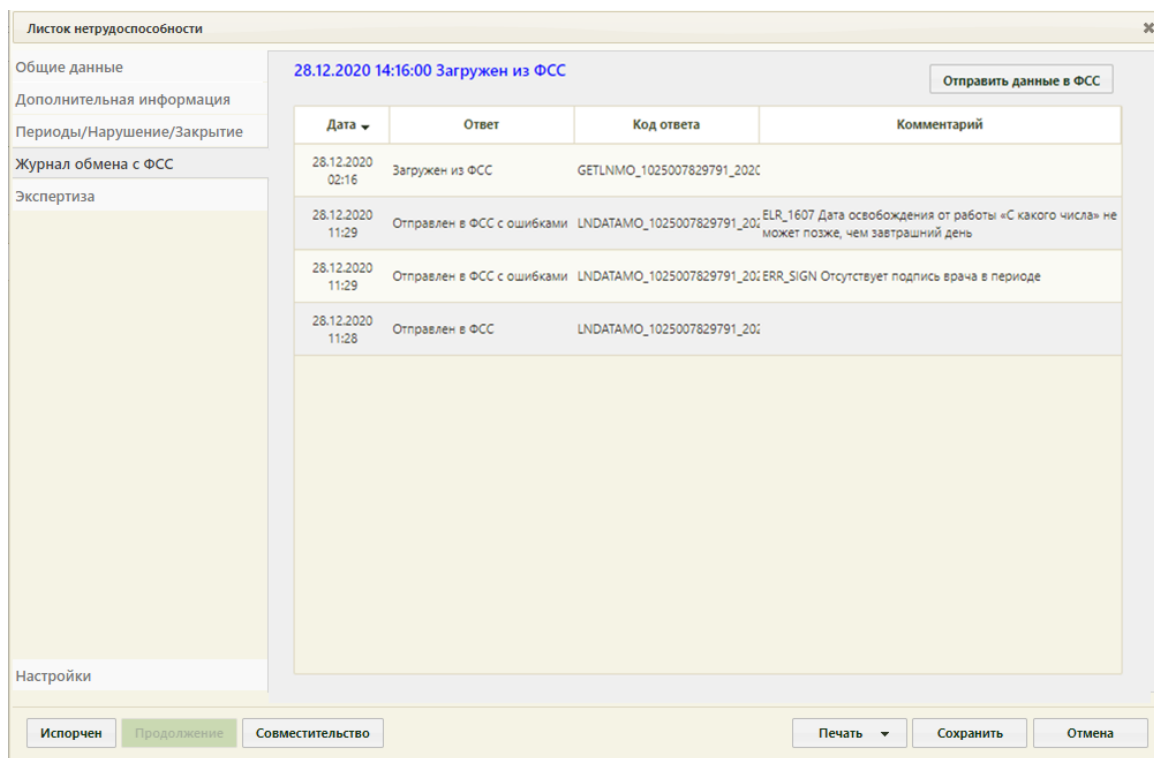 Листок нетрудоспособности
Общие данные
Дополнительная информация
Периоды/Нарушение/Закрытие
Журнал обмена с ФСС
Экспертиза
Настройки
28.12.2020 14:16:00 Загружен из ФСС
Отправить данные в ФСС
Дата Ответ Код ответа Комментарий
28.12.2020
02:16
Загружен из ФСС GETLNMO_1025007829791_2020
28.12.2020
11:29
Отправлен в ФСС с ошибками LNDATAMO_1025007829791_202
ELR_1607 Дата освобождения от работы «С какого числа» не
может позже, чем завтрашний день
28.12.2020
11:29
Отправлен в ФСС с ошибками LNDATAMO_1025007829791_202 ERR_SIGN Отсутствует подпись врача в периоде
28.12.2020
11:28
Отправлен в ФСС LNDATAMO_1025007829791_202
Испорчен Продолжение Совместительство Печать Сохранить Отмена